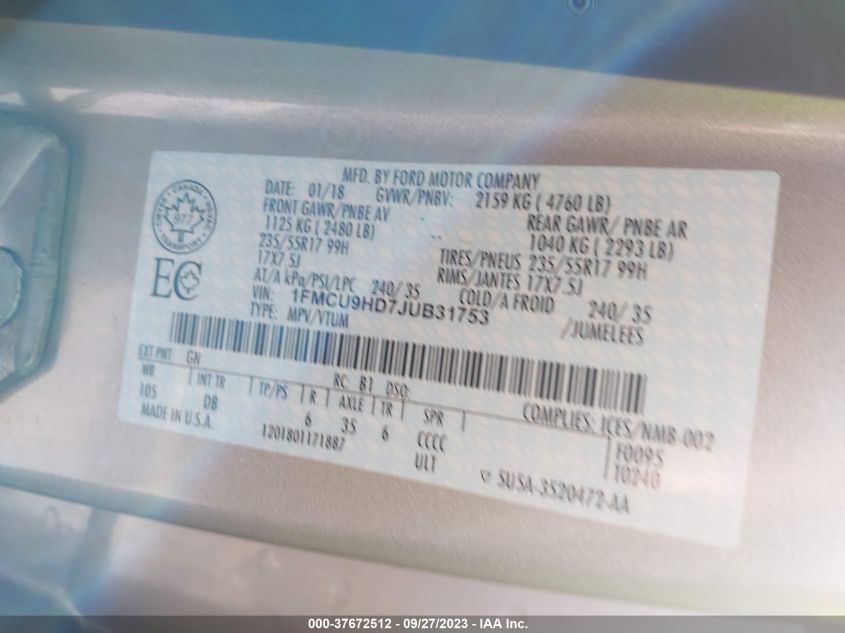 MFD. BY FORD MOTOR COMPANY
DATE: 01/18 GVWR/PNBV: 2159 KG ( 4760 LB)
FRONT GAWR/PNBE AV REAR GAWR/ PNBE AR
1125 KG ( 2480 LB) -- 1040 KG ( 2293 LB)
235/55R17 99H TIRES/PNEUS 235/55R17 99H
17X7.5J RIMS/JANTES 17X7.5J
AT/A kPa/PSI/LPC 240/ 35 COLD/A FROID 240/ 35
VIN: 1FMCU9HD7JUB31753 /JUMELEES
TYPE: MPV/VTUM
CANADA
977
TRANSPORT
EC
EXT PNT: GN RC: B1 DSO: COMPLIES: ICES/NMB-002
WB INT TR TP/PS R AXLE TR SPR F0095
105 DB 6 35 6 CCCC T0240
MADE IN U.S.A. 1201801171887 ULT
▽ SU5A-3520472-AA
000-37672512 - 09/27/2023 - IAA Inc.